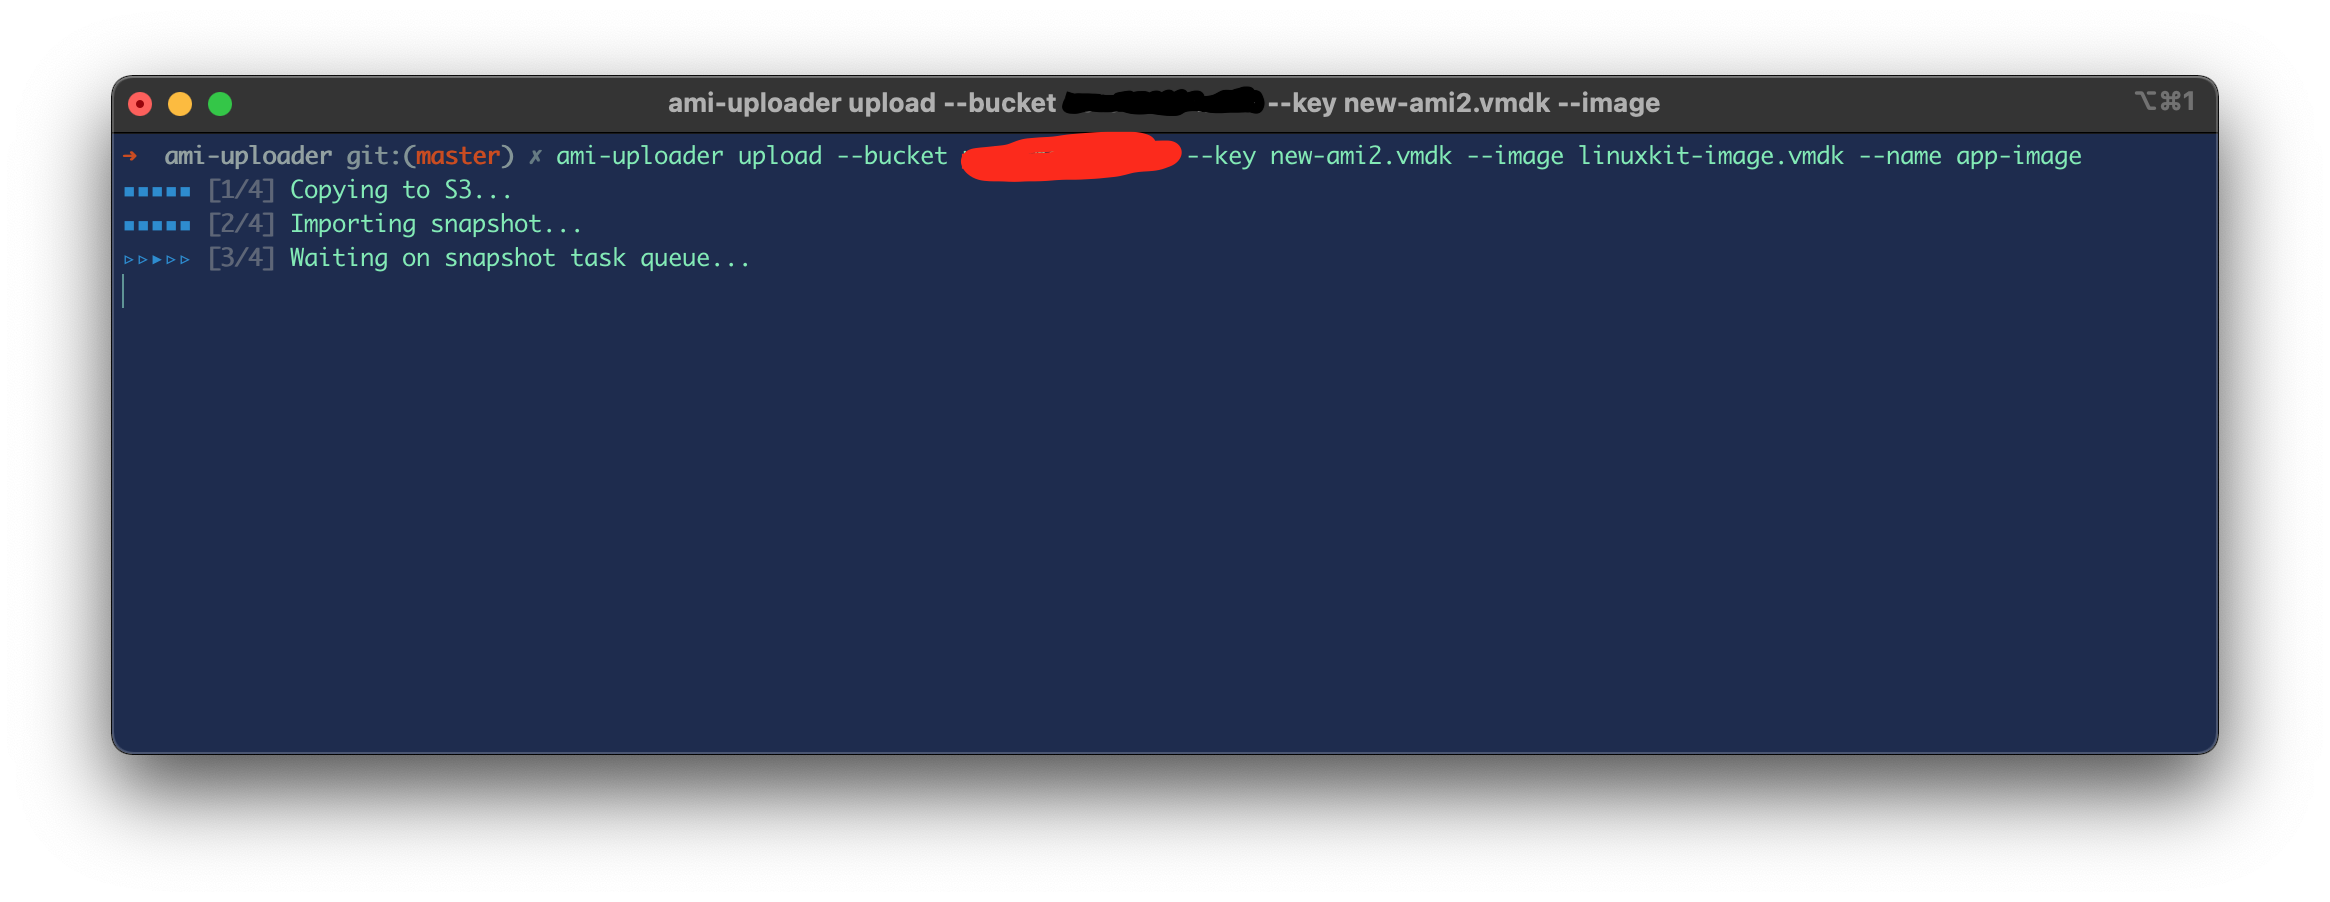 ami-uploader upload --bucket --key new-ami2.vmdk --image ⌥⌘1
➜ ami-uploader git:(master) ✗ ami-uploader upload --bucket --key new-ami2.vmdk --image linuxkit-image.vmdk --name app-image
▪▪▪▪▪ [1/4] Copying to S3...
▪▪▪▪▪ [2/4] Importing snapshot...
▹▹▸▹▹ [3/4] Waiting on snapshot task queue...